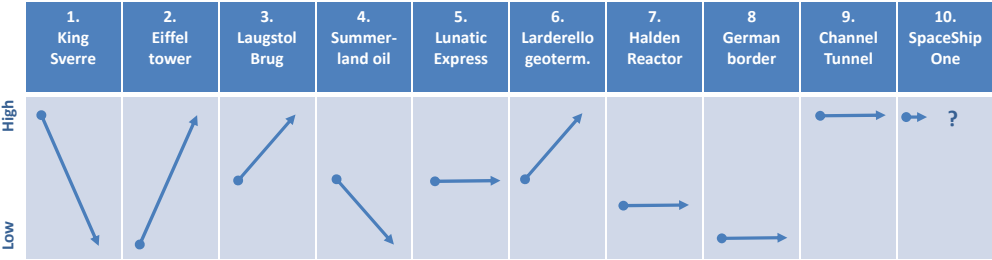 1.
King
Sverre
2.
Eiffel
tower
3.
Laugstol
Brug
4.
Summer-
land oil
5.
Lunatic
Express
6.
Larderello
geoterm.
7.
Halden
Reactor
8
German
border
9.
Channel
Tunnel
10.
SpaceShip
One
High
Low
?